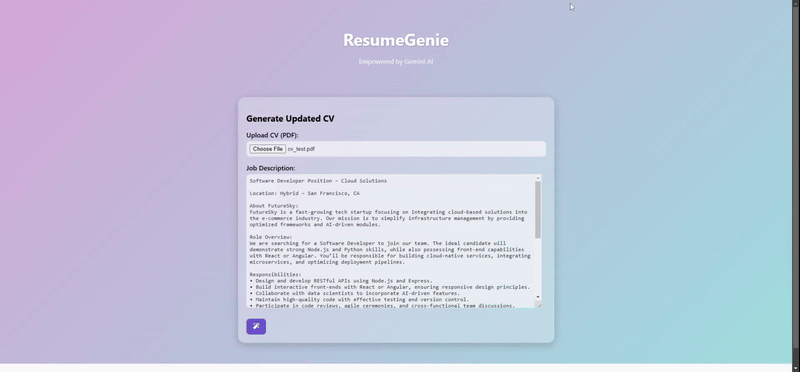 ResumeGenie
Empowered by Gemini AI
Generate Updated CV
Upload CV (PDF):
Choose File cv_test.pdf
Job Description:
Software Developer Position – Cloud Solutions
Location: Hybrid – San Francisco, CA
About FutureSky:
FutureSky is a fast-growing tech startup focusing on integrating cloud-based solutions into
the e-commerce industry. Our mission is to simplify infrastructure management by providing
optimized frameworks and AI-driven modules.
Role Overview:
We are searching for a Software Developer to join our team. The ideal candidate will
demonstrate strong Node.js and Python skills, while also possessing front-end capabilities
with React or Angular. You'll be responsible for building cloud-native services, integrating
microservices, and optimizing deployment pipelines.
Responsibilities:
• Design and develop RESTful APIs using Node.js and Express.
• Build interactive front-ends with React or Angular, ensuring responsive design principles.
• Collaborate with data scientists to incorporate AI-driven features.
• Maintain high-quality code with effective testing and version control.
• Participate in code reviews, agile ceremonies, and cross-functional team discussions.